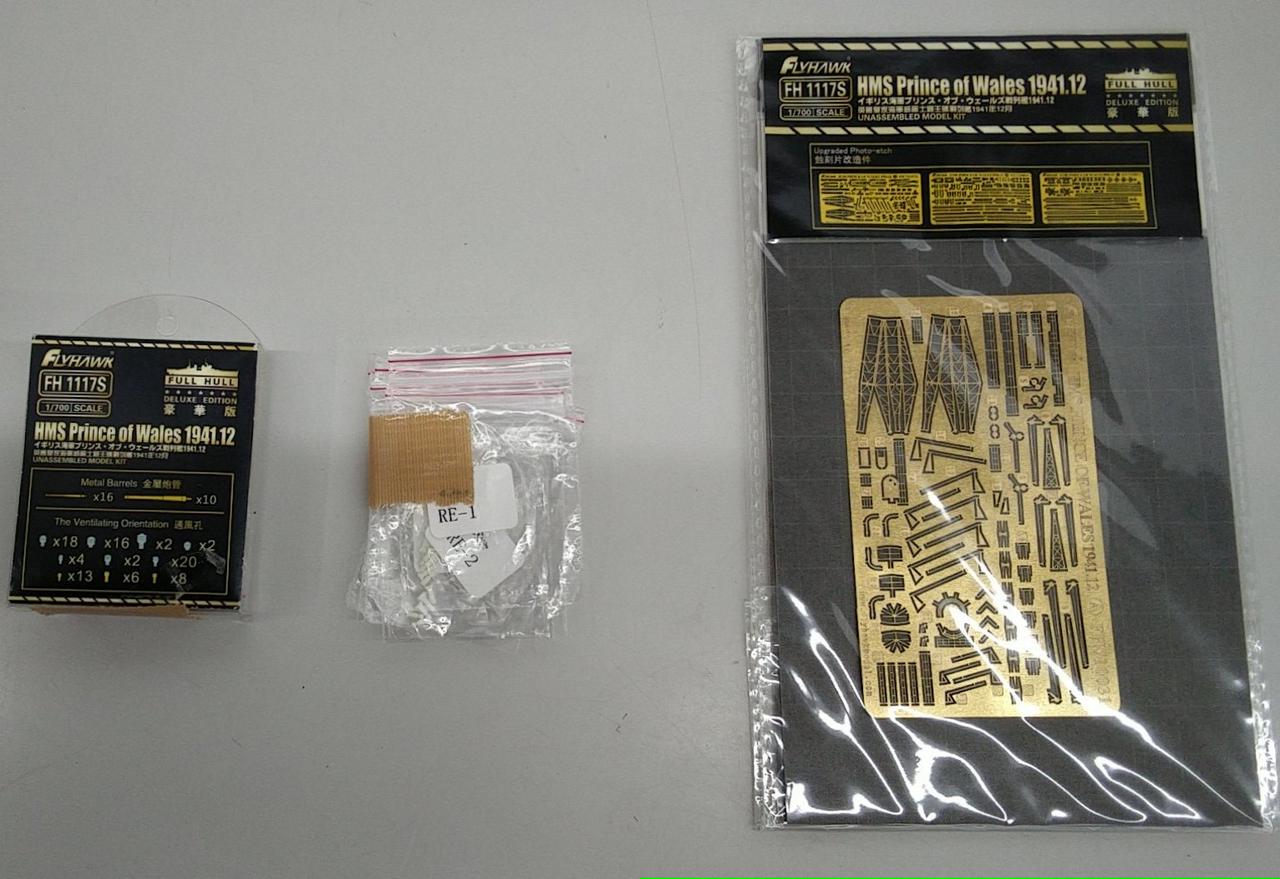 FLYHAWK
FH 1117S
1/700 SCALE
FULL HULL
DELUXE EDITION
豪華版
HMS Prince of Wales 1941.12
イギリス海軍プリンス・オブ・ウェールズ戦列艦1941.12
UNASSEMBLED MODEL KIT
Metal Barrels 金屬炮管
x16
x10
The Ventilating Orientation 通風孔
x18 x16 x2 x2
x4 x2 x20
x13 x6 x8
RE-1
RE-2
FLYHAWK
FH 1117S
1/700 SCALE
HMS Prince of Wales 1941.12
イギリス海軍プリンス・オブ・ウェールズ戦列艦1941.12
UNASSEMBLED MODEL KIT
FULL HULL
DELUXE EDITION
豪華版
Upgraded Photo-etch
蝕刻片改造件
PRINCE OF WALES 1941.12 A